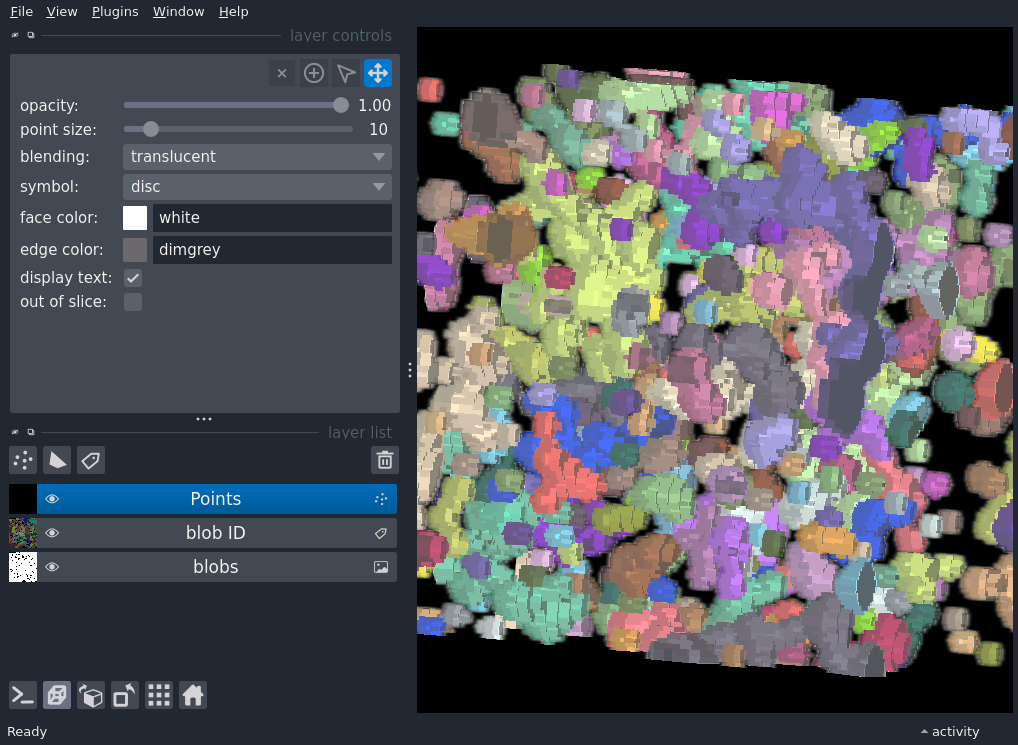 File View Plugins Window Help
layer controls
opacity: 1.00
point size: 10
blending: translucent
symbol: disc
face color: white
edge color: dimgrey
display text:
out of slice:
layer list
Points
blob ID
blobs
Ready
activity